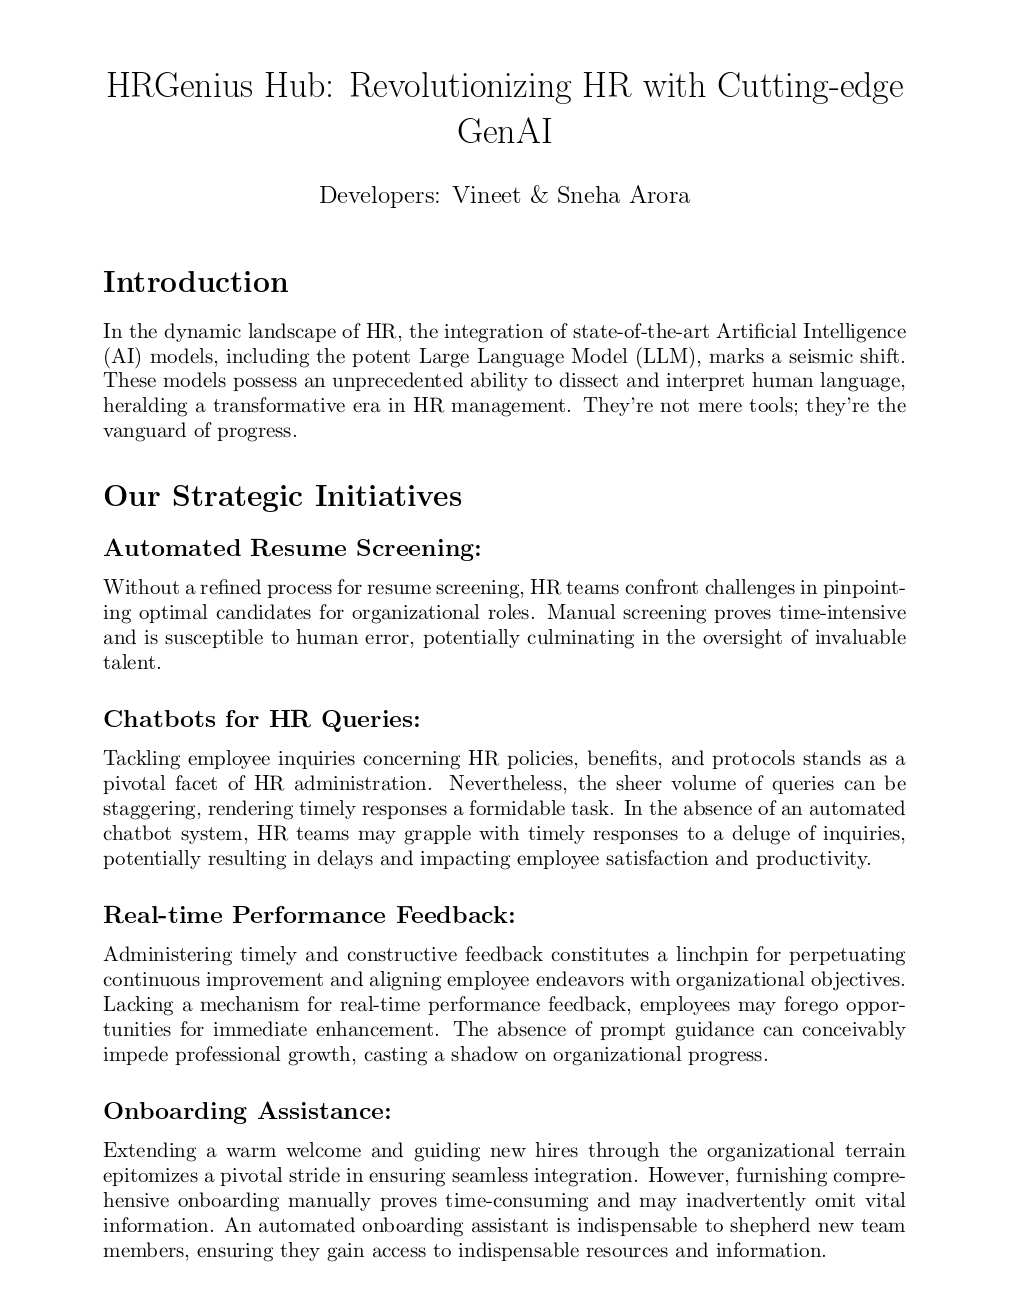 HRGenius Hub: Revolutionizing HR with Cutting-edge
GenAI
Developers: Vineet & Sneha Arora
Introduction
In the dynamic landscape of HR, the integration of state-of-the-art Artificial Intelligence
(AI) models, including the potent Large Language Model (LLM), marks a seismic shift.
These models possess an unprecedented ability to dissect and interpret human language,
heralding a transformative era in HR management. They're not mere tools; they're the
vanguard of progress.
Our Strategic Initiatives
Automated Resume Screening:
Without a refined process for resume screening, HR teams confront challenges in pinpoint-
ing optimal candidates for organizational roles. Manual screening proves time-intensive
and is susceptible to human error, potentially culminating in the oversight of invaluable
talent.
Chatbots for HR Queries:
Tackling employee inquiries concerning HR policies, benefits, and protocols stands as a
pivotal facet of HR administration. Nevertheless, the sheer volume of queries can be
staggering, rendering timely responses a formidable task. In the absence of an automated
chatbot system, HR teams may grapple with timely responses to a deluge of inquiries,
potentially resulting in delays and impacting employee satisfaction and productivity.
Real-time Performance Feedback:
Administering timely and constructive feedback constitutes a linchpin for perpetuating
continuous improvement and aligning employee endeavors with organizational objectives.
Lacking a mechanism for real-time performance feedback, employees may forego oppor-
tunities for immediate enhancement. The absence of prompt guidance can conceivably
impede professional growth, casting a shadow on organizational progress.
Onboarding Assistance:
Extending a warm welcome and guiding new hires through the organizational terrain
epitomizes a pivotal stride in ensuring seamless integration. However, furnishing compre-
hensive onboarding manually proves time-consuming and may inadvertently omit vital
information. An automated onboarding assistant is indispensable to shepherd new team
members, ensuring they gain access to indispensable resources and information.